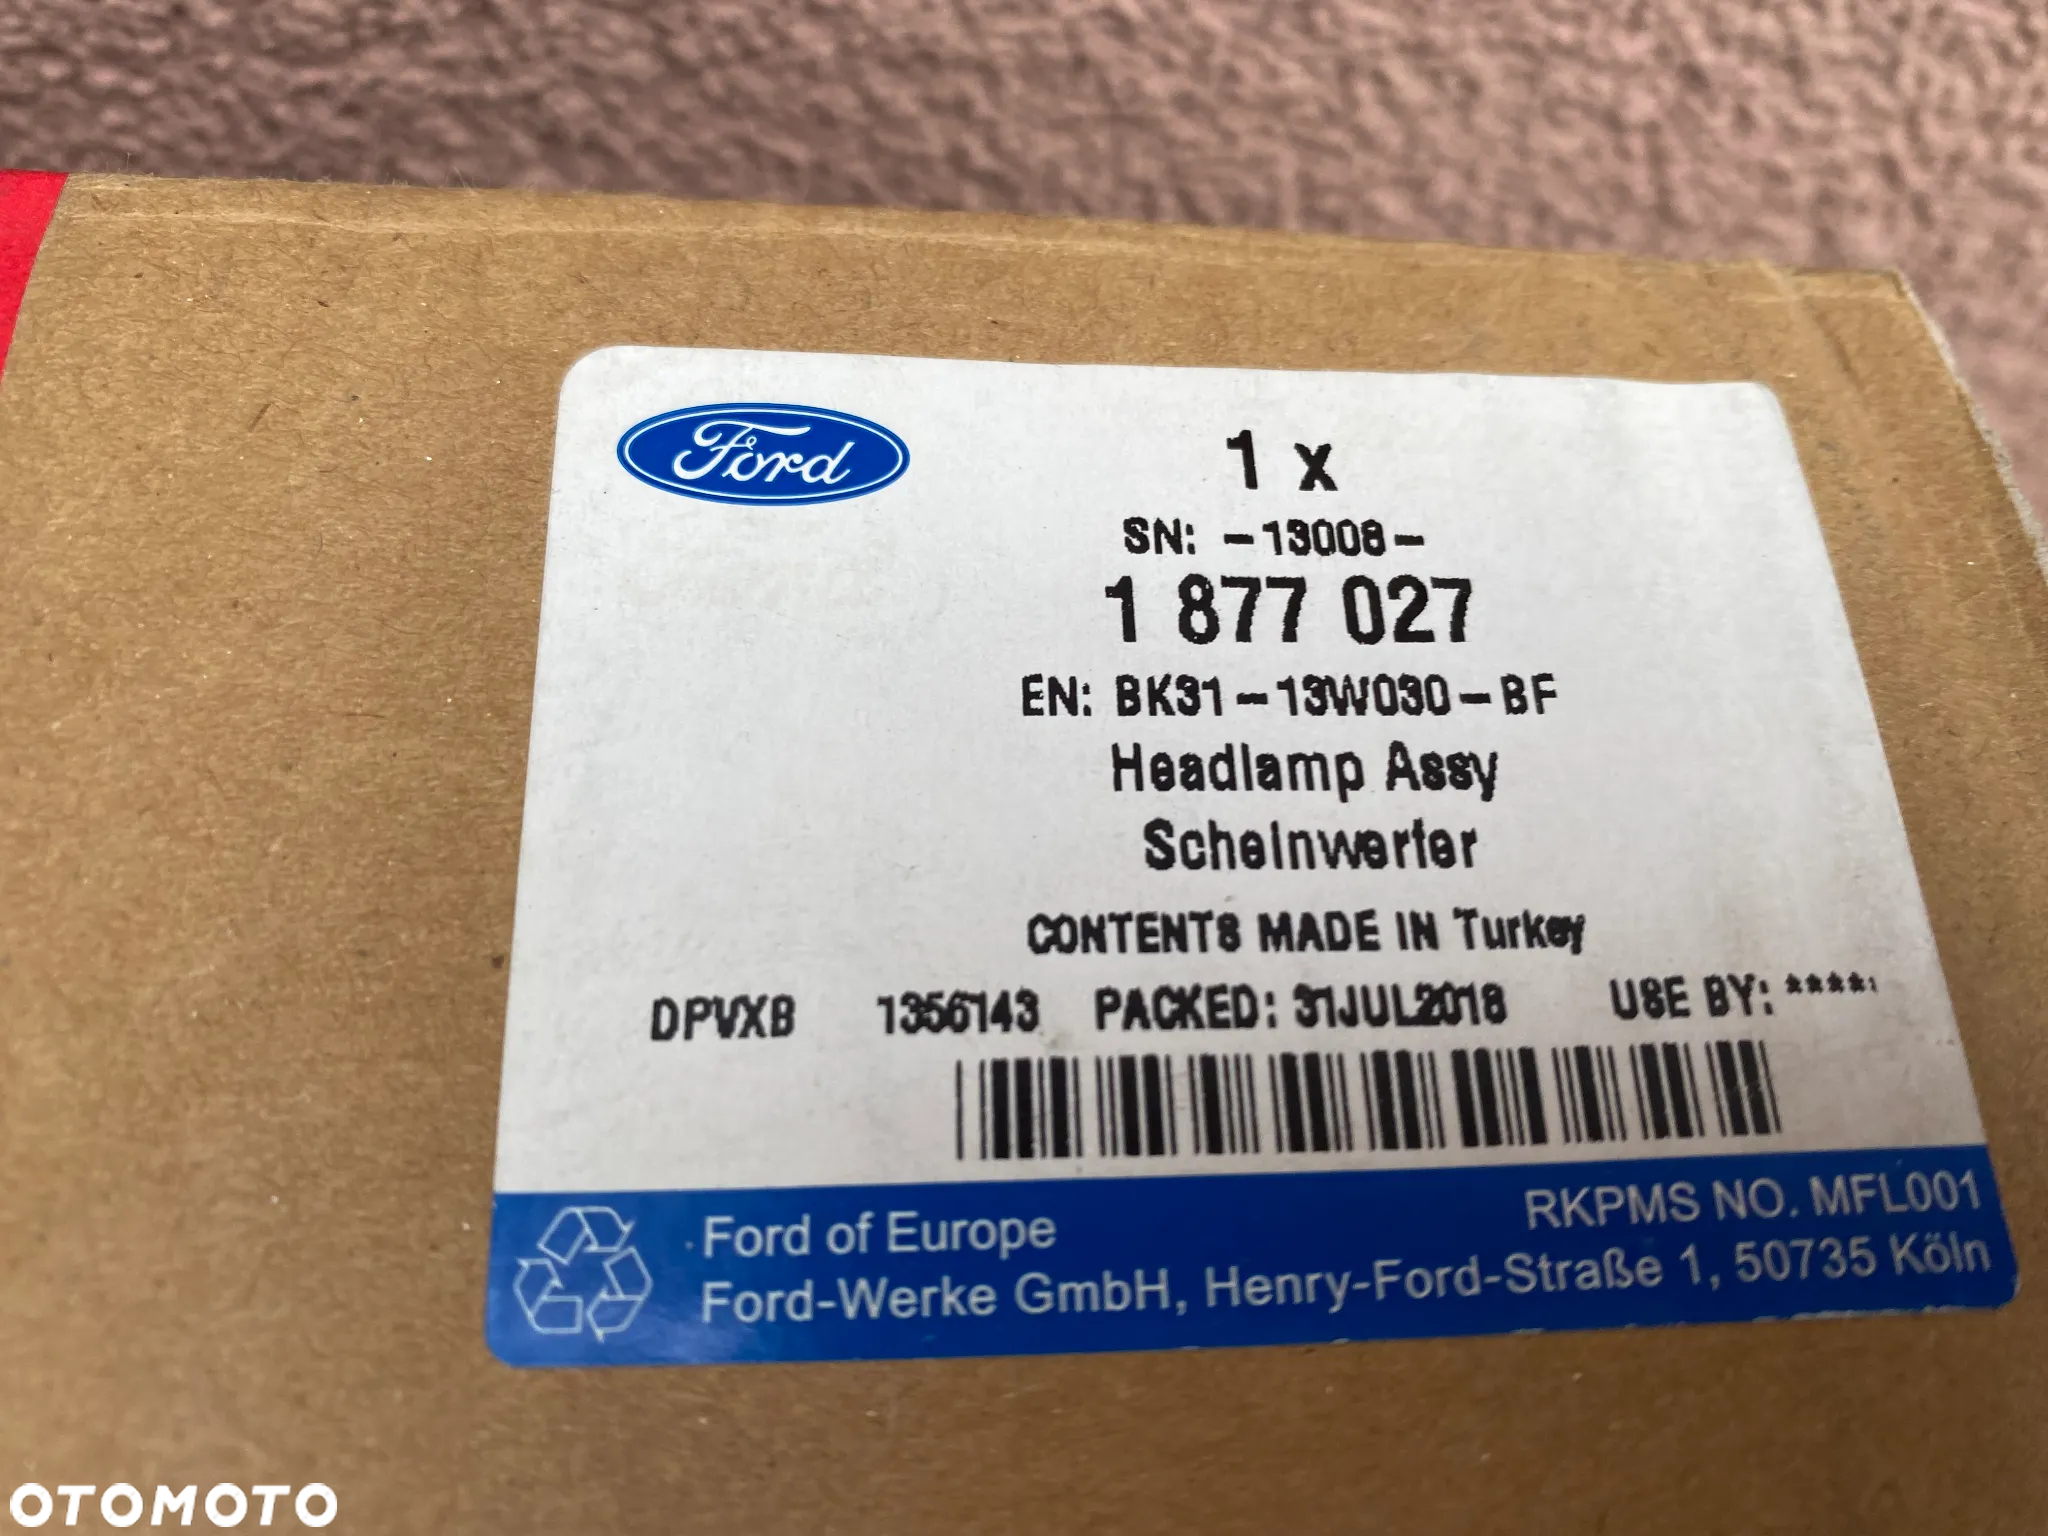 Ford
1 x
SN: -13008-
1 877 027
EN: BK31-13W030-BF
Headlamp Assy
Scheinwerfer
CONTENTS MADE IN Turkey
DPVXB 1356143 PACKED: 31JUL2018 USE BY: ****
Ford of Europe RKPMS NO. MFL001
Ford-Werke GmbH, Henry-Ford-Straße 1, 50735 Köln
OTOMOTO